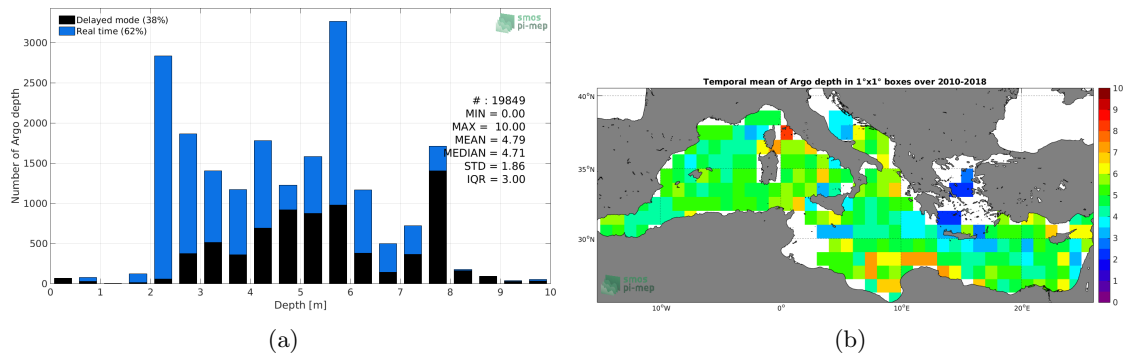 Delayed mode (38%)
Real time (62%)
smos
pi-mep
Number of Argo depth
3000
2500
2000
1500
1000
500
0
# : 19849
MIN = 0.00
MAX = 10.00
MEAN = 4.79
MEDIAN = 4.71
STD = 1.86
IQR = 3.00
0 1 2 3 4 5 6 7 8 9 10
Depth [m]
(a)
Temporal mean of Argo depth in 1°x1° boxes over 2010-2018
40°N
35°N
30°N
10°W 0° 10°E 20°E
smos
pi-mep
10
9
8
7
6
5
4
3
2
1
0
(b)